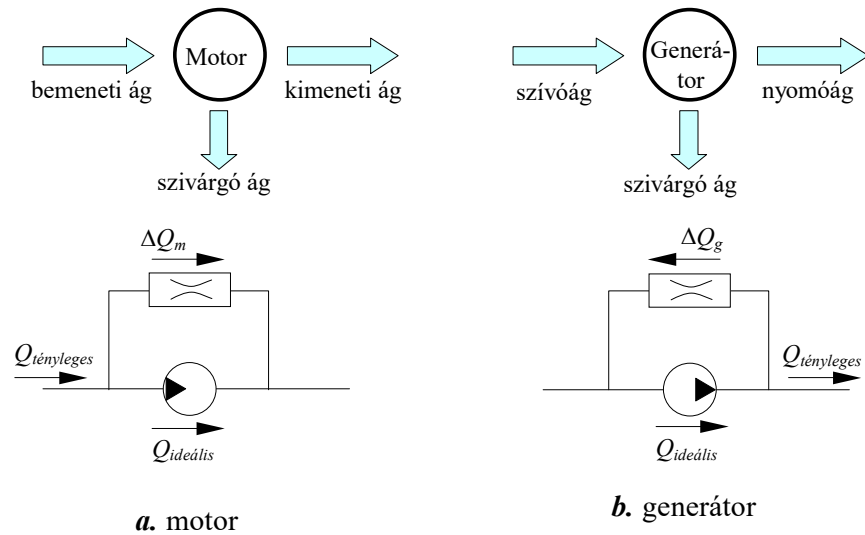 Motor
bemeneti ág
kimeneti ág
szivárgó ág
Generá-
tor
szívóág
nyomóág
szivárgó ág
ΔQm
Qtényleges
Qideális
a. motor
ΔQg
Qtényleges
Qideális
b. generátor